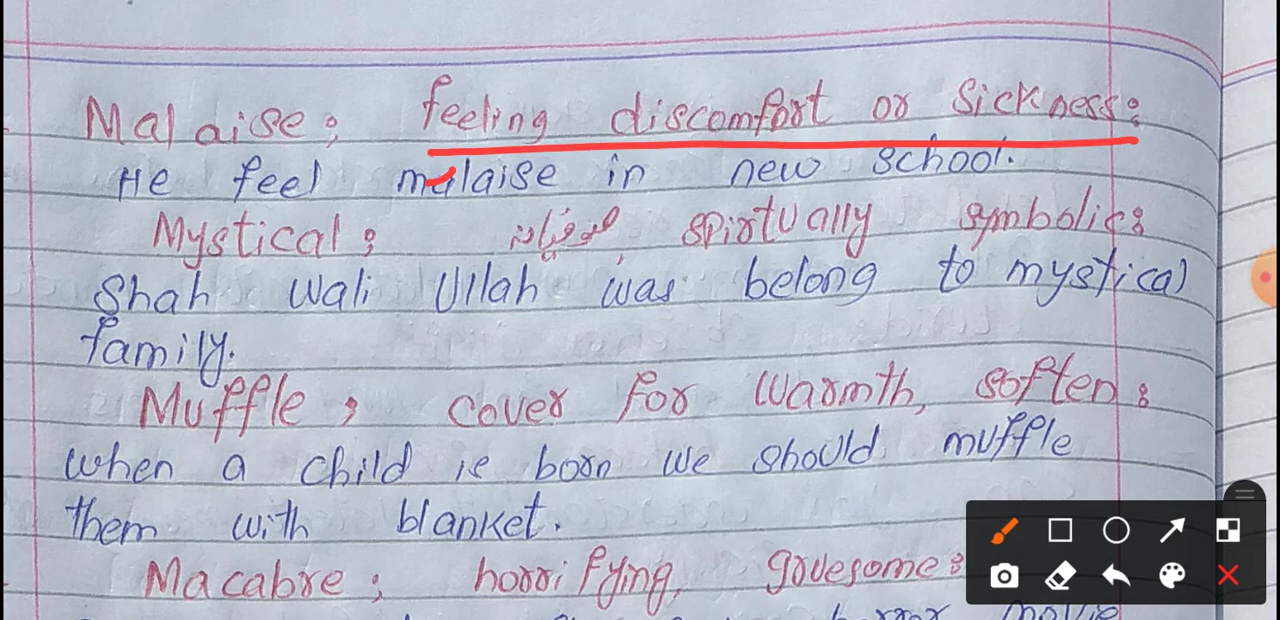 Malaise; feeling discomfort or sickness:
He feel malaise in new school.
Mystical; صوفیانہ spirtually symbolic:
Shah Wali Ullah was belong to mystical
family.
Muffle; cover for warmth, soften:
when a child is born we should muffle
them with blanket.
Macabre; horrifying, gruesome:
horror movie